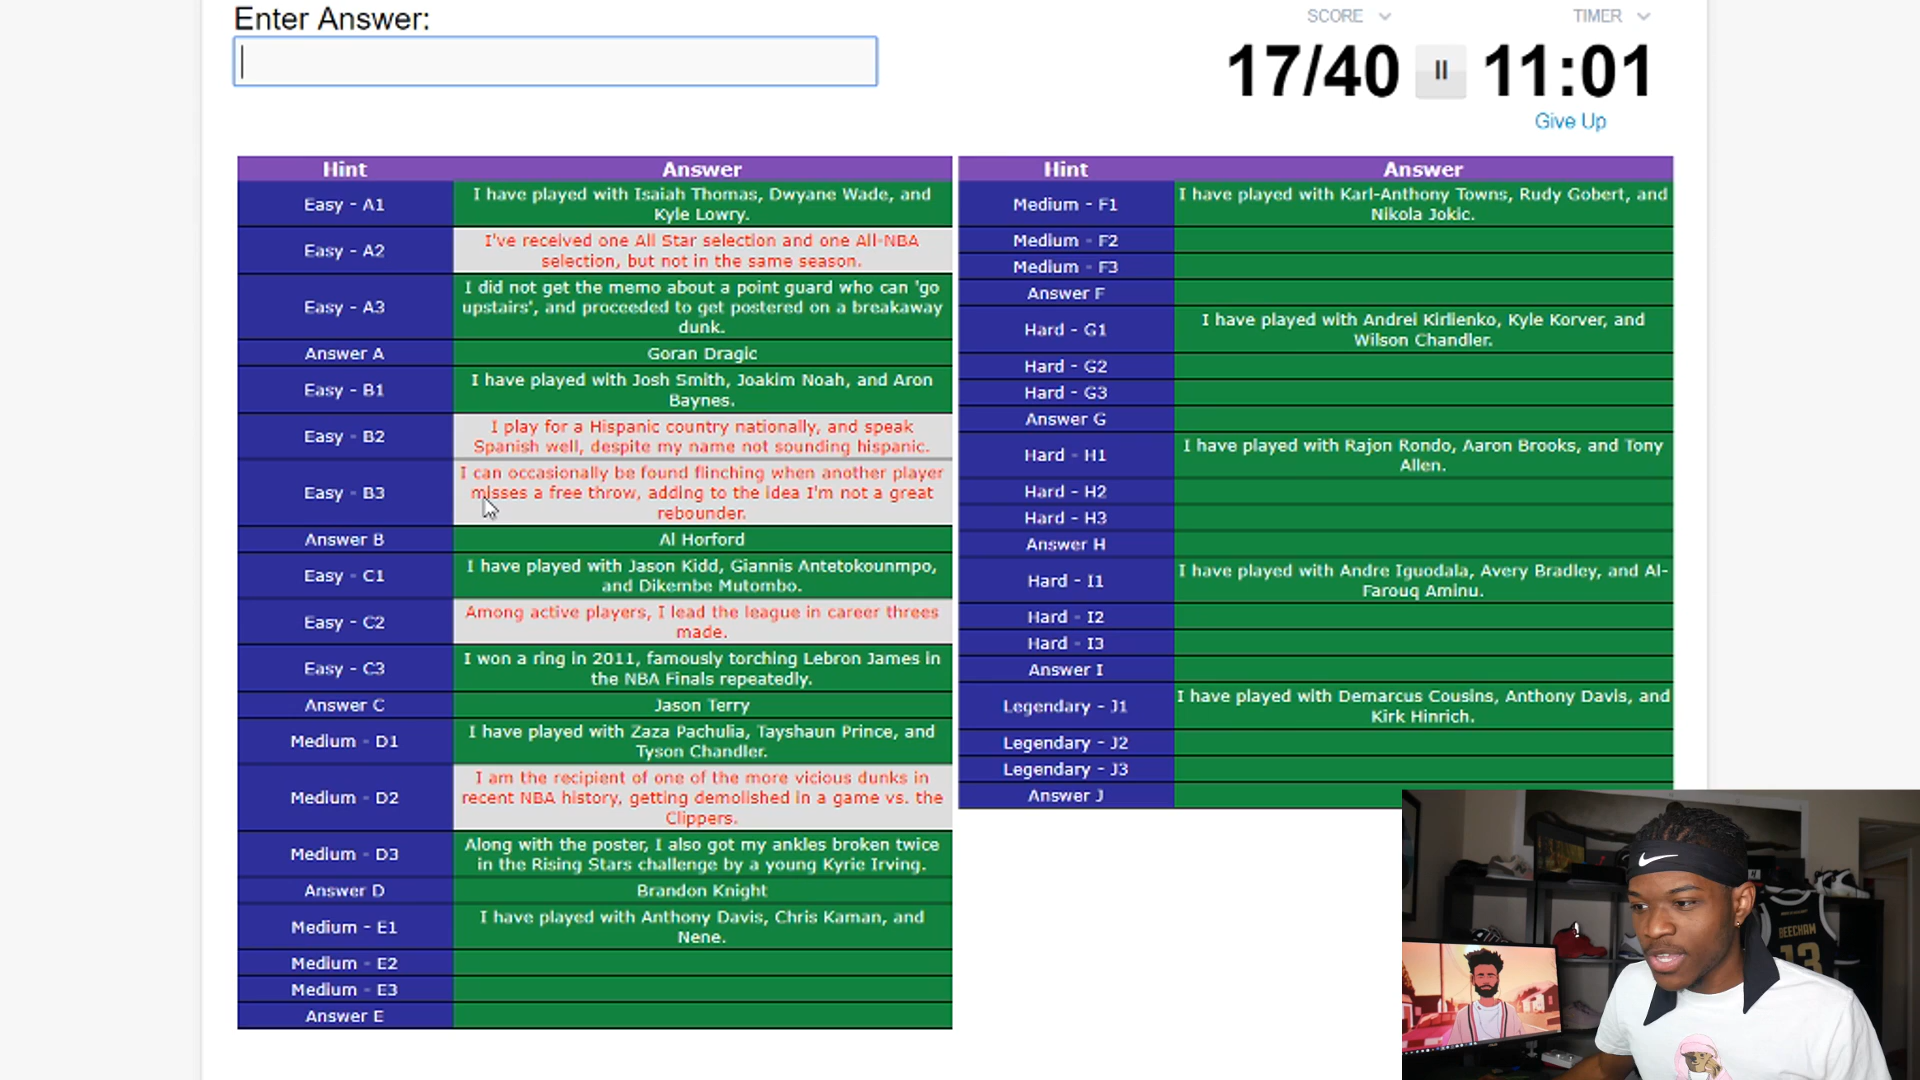 Enter Answer:
SCORE
TIMER
17/40
11:01
Give Up
Hint
Answer
Easy - A1
I have played with Isaiah Thomas, Dwyane Wade, and
Kyle Lowry.
Easy - A2
I've received one All Star selection and one All-NBA
selection, but not in the same season.
Easy - A3
I did not get the memo about a point guard who can 'go
upstairs', and proceeded to get postered on a breakaway
dunk.
Answer A
Goran Dragic
Easy - B1
I have played with Josh Smith, Joakim Noah, and Aron
Baynes.
Easy - B2
I play for a Hispanic country nationally, and speak
Spanish well, despite my name not sounding hispanic.
Easy - B3
I can occasionally be found flinching when another player
misses a free throw, adding to the idea I'm not a great
rebounder.
Answer B
Al Horford
Easy - C1
I have played with Jason Kidd, Giannis Antetokounmpo,
and Dikembe Mutombo.
Easy - C2
Among active players, I lead the league in career threes
made.
Easy - C3
I won a ring in 2011, famously torching Lebron James in
the NBA Finals repeatedly.
Answer C
Jason Terry
Medium - D1
I have played with Zaza Pachulia, Tayshaun Prince, and
Tyson Chandler.
Medium - D2
I am the recipient of one of the more vicious dunks in
recent NBA history, getting demolished in a game vs. the
Clippers.
Medium - D3
Along with the poster, I also got my ankles broken twice
in the Rising Stars challenge by a young Kyrie Irving.
Answer D
Brandon Knight
Medium - E1
I have played with Anthony Davis, Chris Kaman, and
Nene.
Medium - E2
Medium - E3
Answer E
Hint
Answer
Medium - F1
I have played with Karl-Anthony Towns, Rudy Gobert, and
Nikola Jokic.
Medium - F2
Medium - F3
Answer F
Hard - G1
I have played with Andrei Kirilenko, Kyle Korver, and
Wilson Chandler.
Hard - G2
Hard - G3
Answer G
Hard - H1
I have played with Rajon Rondo, Aaron Brooks, and Tony
Allen.
Hard - H2
Hard - H3
Answer H
Hard - I1
I have played with Andre Iguodala, Avery Bradley, and Al-
Farouq Aminu.
Hard - I2
Hard - I3
Answer I
Legendary - J1
I have played with Demarcus Cousins, Anthony Davis, and
Kirk Hinrich.
Legendary - J2
Legendary - J3
Answer J
BEECHAM
13